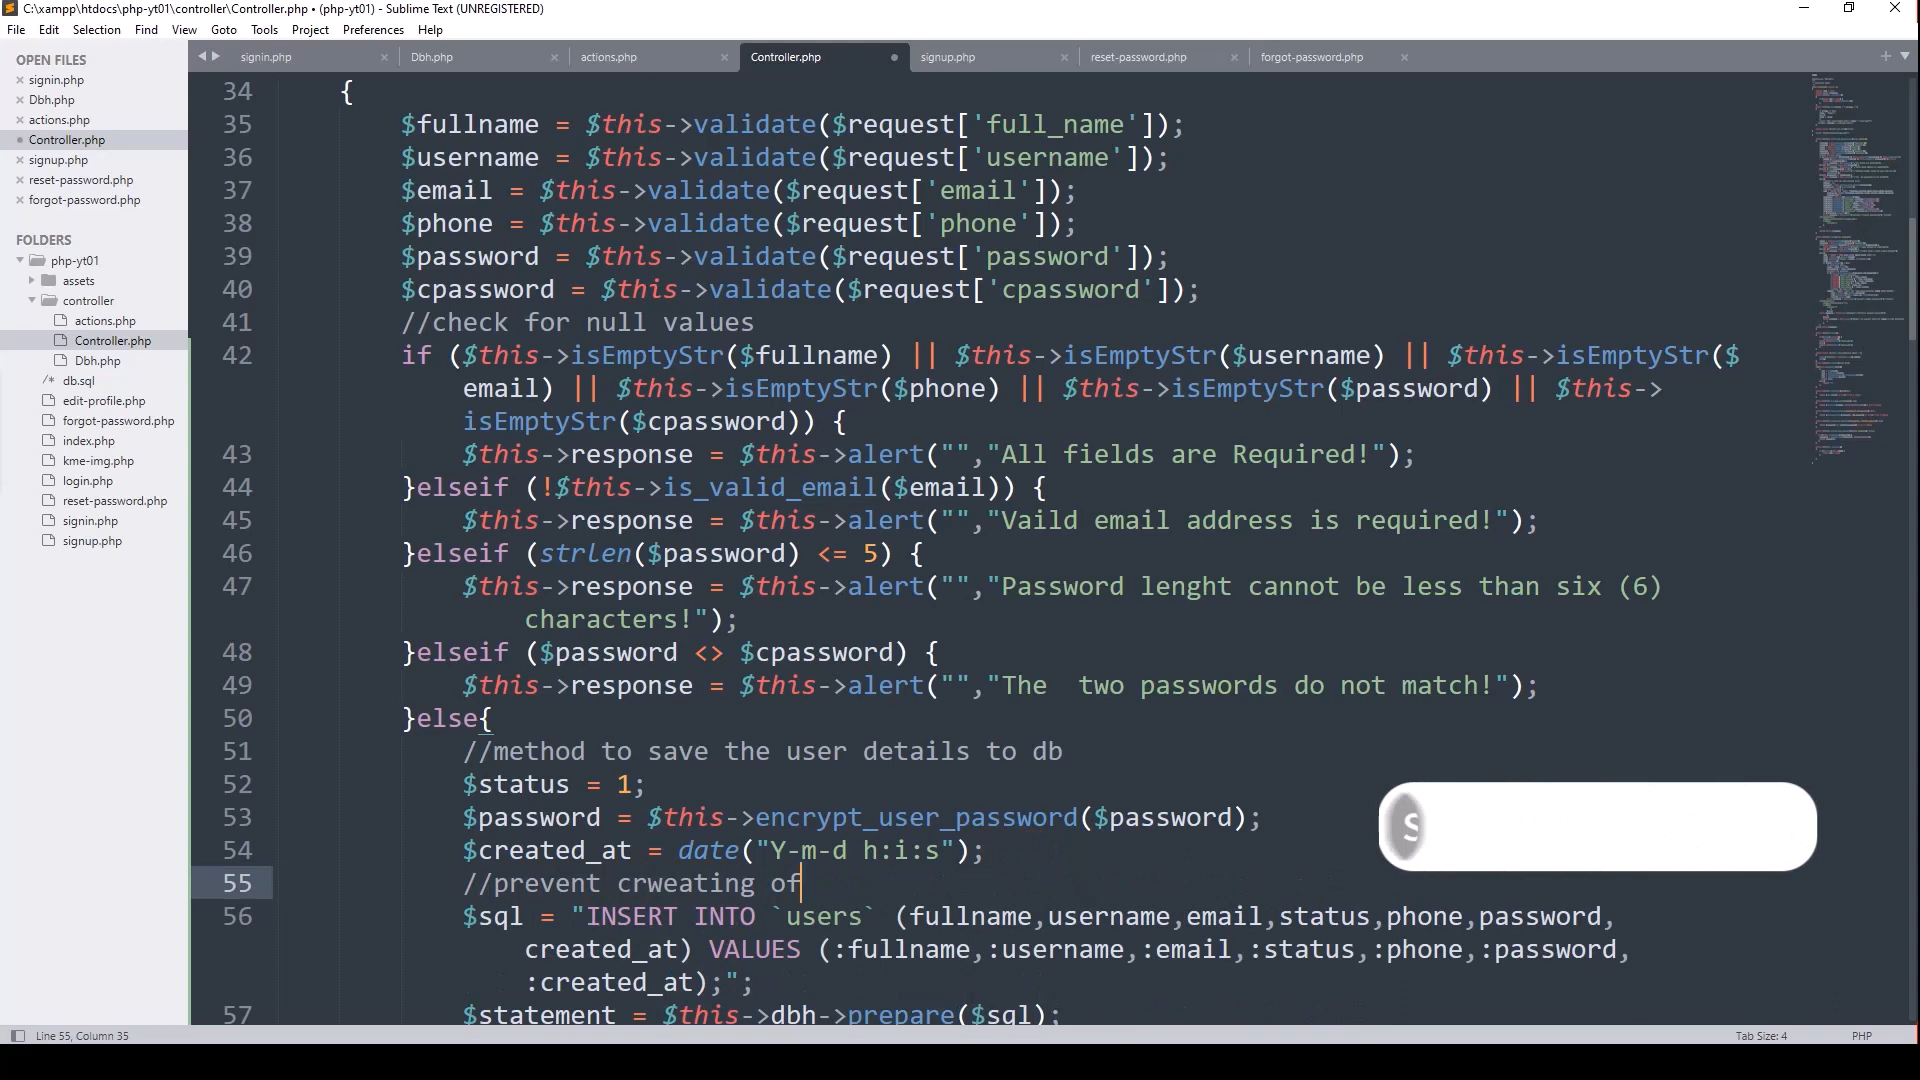 C:\xampp\htdocs\php-yt01\controller\Controller.php • (php-yt01) - Sublime Text (UNREGISTERED)
File Edit Selection Find View Goto Tools Project Preferences Help
OPEN FILES
signin.php
Dbh.php
actions.php
Controller.php
signup.php
reset-password.php
forgot-password.php
FOLDERS
php-yt01
assets
controller
actions.php
Controller.php
Dbh.php
/* db.sql
edit-profile.php
forgot-password.php
index.php
kme-img.php
login.php
reset-password.php
signin.php
signup.php
signin.php Dbh.php actions.php Controller.php signup.php reset-password.php forgot-password.php
34 {
35 $fullname = $this->validate($request['full_name']);
36 $username = $this->validate($request['username']);
37 $email = $this->validate($request['email']);
38 $phone = $this->validate($request['phone']);
39 $password = $this->validate($request['password']);
40 $cpassword = $this->validate($request['cpassword']);
41 //check for null values
42 if ($this->isEmptyStr($fullname) || $this->isEmptyStr($username) || $this->isEmptyStr($
email) || $this->isEmptyStr($phone) || $this->isEmptyStr($password) || $this->
isEmptyStr($cpassword)) {
43 $this->response = $this->alert("","All fields are Required!");
44 }elseif (!$this->is_valid_email($email)) {
45 $this->response = $this->alert("","Vaild email address is required!");
46 }elseif (strlen($password) <= 5) {
47 $this->response = $this->alert("","Password lenght cannot be less than six (6)
characters!");
48 }elseif ($password <> $cpassword) {
49 $this->response = $this->alert("","The  two passwords do not match!");
50 }else{
51 //method to save the user details to db
52 $status = 1;
53 $password = $this->encrypt_user_password($password);
54 $created_at = date("Y-m-d h:i:s");
55 //prevent crweating of
56 $sql = "INSERT INTO `users` (fullname,username,email,status,phone,password,
created_at) VALUES (:fullname,:username,:email,:status,:phone,:password,
:created_at);";
57 $statement = $this->dbh->prepare($sql);
S
Line 55, Column 35
Tab Size: 4 PHP